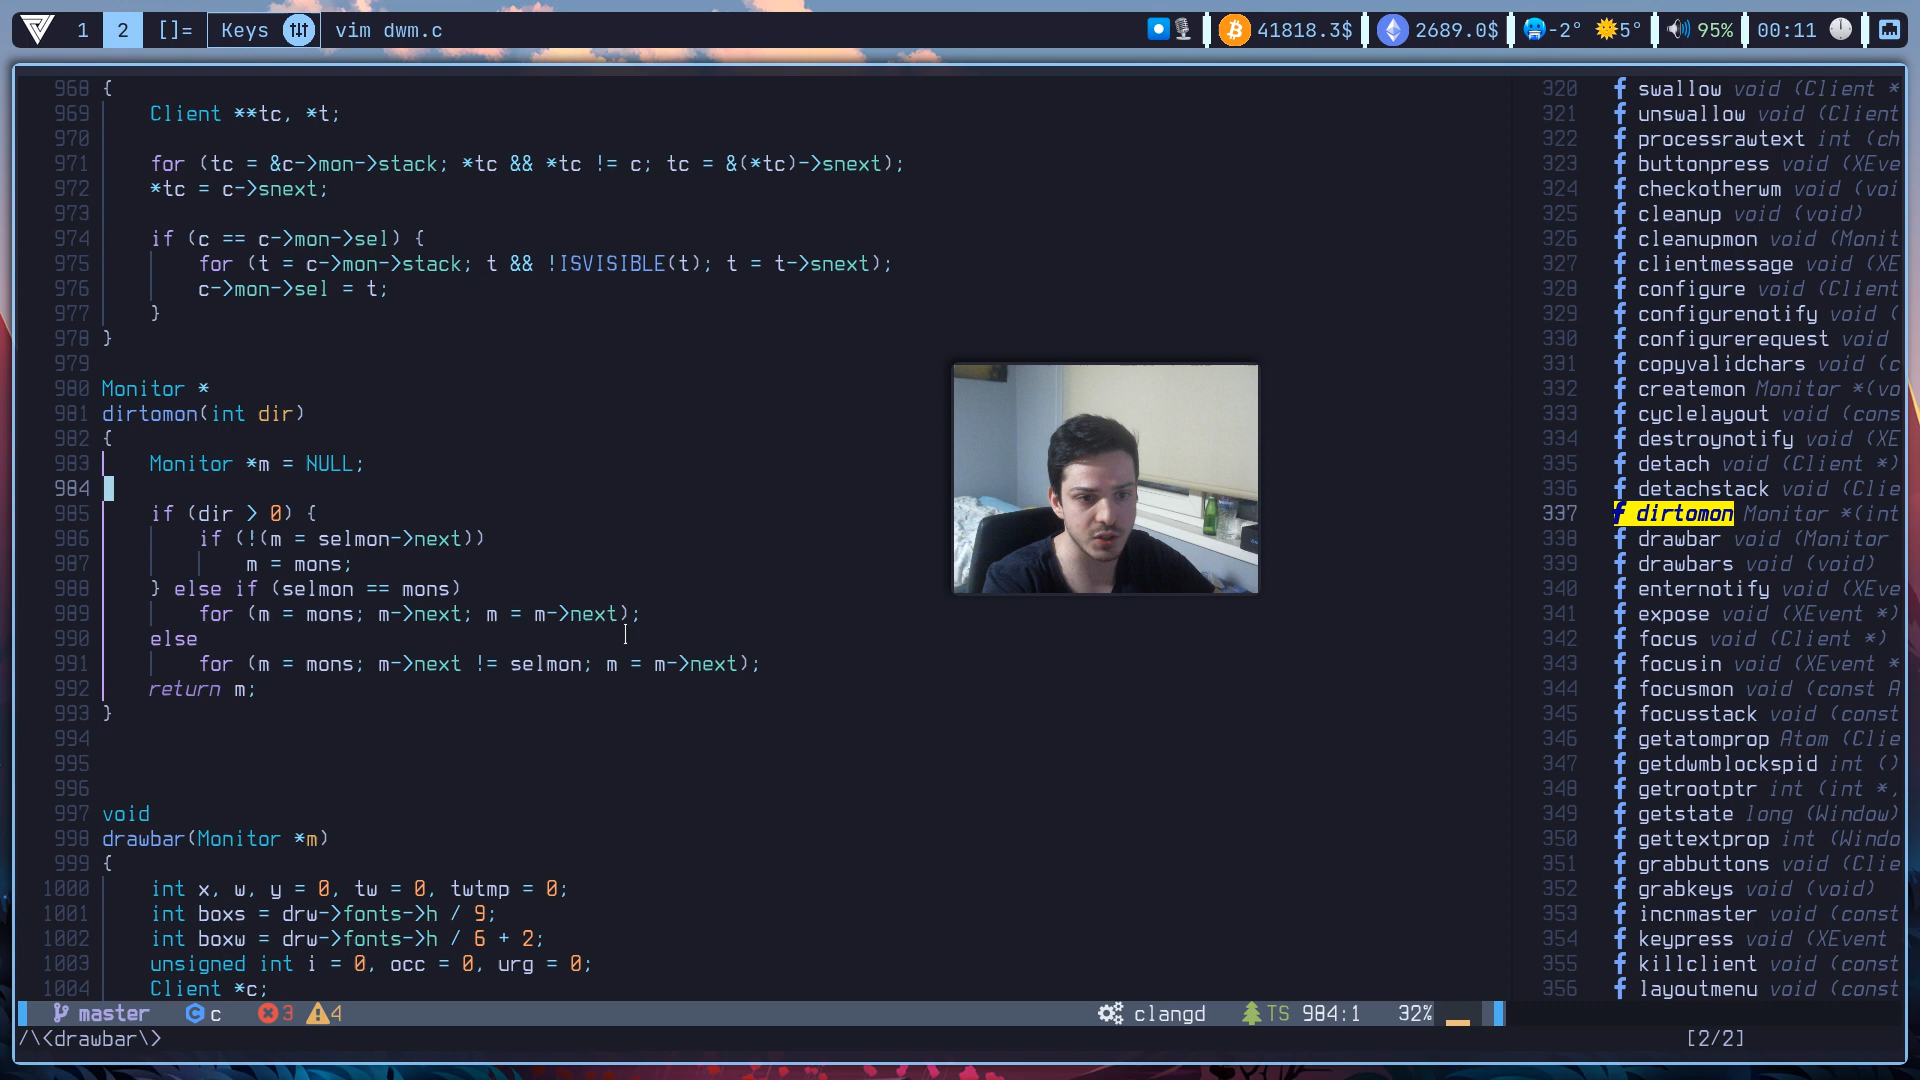 1 2 []= Keys vim dwm.c 41818.3$ 2689.0$ -2° 5° 95% 00:11
968 {
969 Client **tc, *t;
970
971 for (tc = &c->mon->stack; *tc && *tc != c; tc = &(*tc)->snext);
972 *tc = c->snext;
973
974 if (c == c->mon->sel) {
975 for (t = c->mon->stack; t && !ISVISIBLE(t); t = t->snext);
976 c->mon->sel = t;
977 }
978 }
979
980 Monitor *
981 dirtomon(int dir)
982 {
983 Monitor *m = NULL;
984
985 if (dir > 0) {
986 if (!(m = selmon->next))
987 m = mons;
988 } else if (selmon == mons)
989 for (m = mons; m->next; m = m->next);
990 else
991 for (m = mons; m->next != selmon; m = m->next);
992 return m;
993 }
994
995
996
997 void
998 drawbar(Monitor *m)
999 {
1000 int x, w, y = 0, tw = 0, twtmp = 0;
1001 int boxs = drw->fonts->h / 9;
1002 int boxw = drw->fonts->h / 6 + 2;
1003 unsigned int i = 0, occ = 0, urg = 0;
1004 Client *c;
320 f swallow void (Client *
321 f unswallow void (Client
322 f processrawtext int (ch
323 f buttonpress void (XEve
324 f checkotherwm void (voi
325 f cleanup void (void)
326 f cleanupmon void (Monit
327 f clientmessage void (XE
328 f configure void (Client
329 f configurenotify void (
330 f configurerequest void
331 f copyvalidchars void (c
332 f createmon Monitor *(vo
333 f cyclelayout void (cons
334 f destroynotify void (XE
335 f detach void (Client *)
336 f detachstack void (Clie
337 f dirtomon Monitor *(int
338 f drawbar void (Monitor
339 f drawbars void (void)
340 f enternotify void (XEve
341 f expose void (XEvent *)
342 f focus void (Client *)
343 f focusin void (XEvent *
344 f focusmon void (const A
345 f focusstack void (const
346 f getatomprop Atom (Clie
347 f getdwmblockspid int ()
348 f getrootptr int (int *,
349 f getstate long (Window)
350 f gettextprop int (Windo
351 f grabbuttons void (Clie
352 f grabkeys void (void)
353 f incnmaster void (const
354 f keypress void (XEvent
355 f killclient void (const
356 f layoutmenu void (const
master c 3 4 clangd TS 984:1 32%
/\<drawbar\> [2/2]